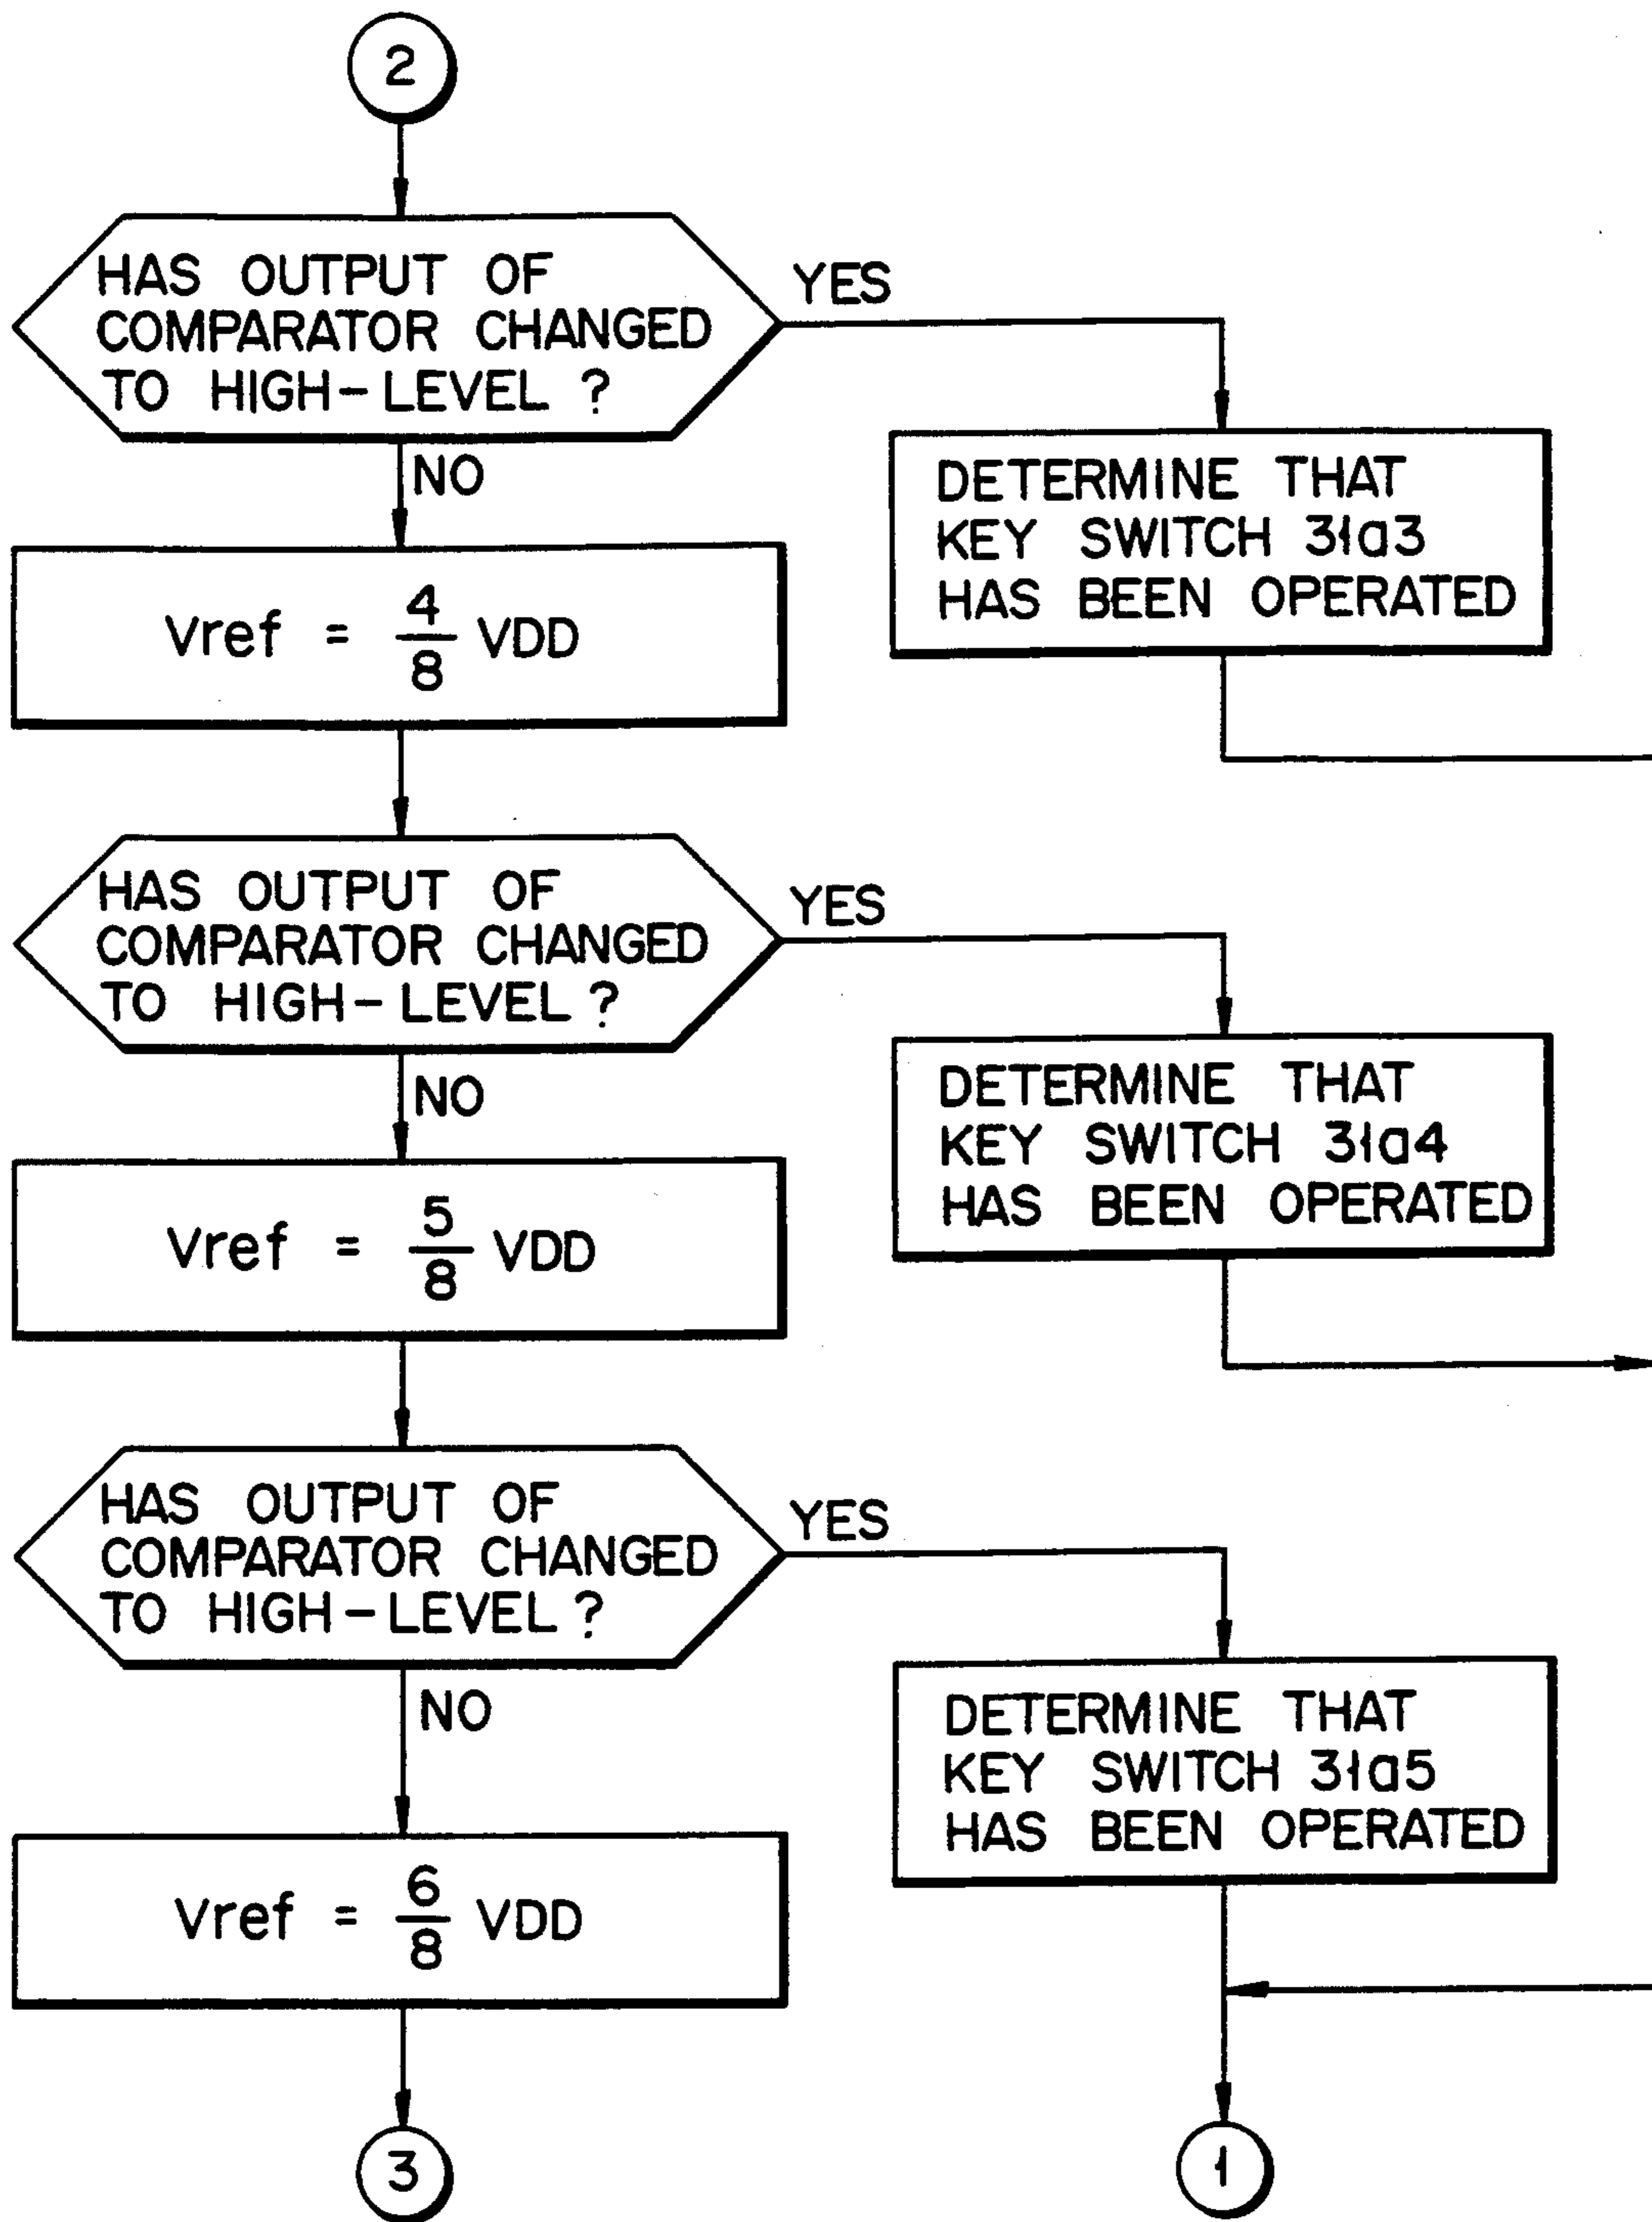 2
HAS OUTPUT OF
COMPARATOR CHANGED
TO HIGH-LEVEL ?
YES
NO
DETERMINE THAT
KEY SWITCH 31a3
HAS BEEN OPERATED
Vref = 4/8 VDD
HAS OUTPUT OF
COMPARATOR CHANGED
TO HIGH-LEVEL ?
YES
NO
DETERMINE THAT
KEY SWITCH 31a4
HAS BEEN OPERATED
Vref = 5/8 VDD
HAS OUTPUT OF
COMPARATOR CHANGED
TO HIGH-LEVEL ?
YES
NO
DETERMINE THAT
KEY SWITCH 31a5
HAS BEEN OPERATED
Vref = 6/8 VDD
3
1